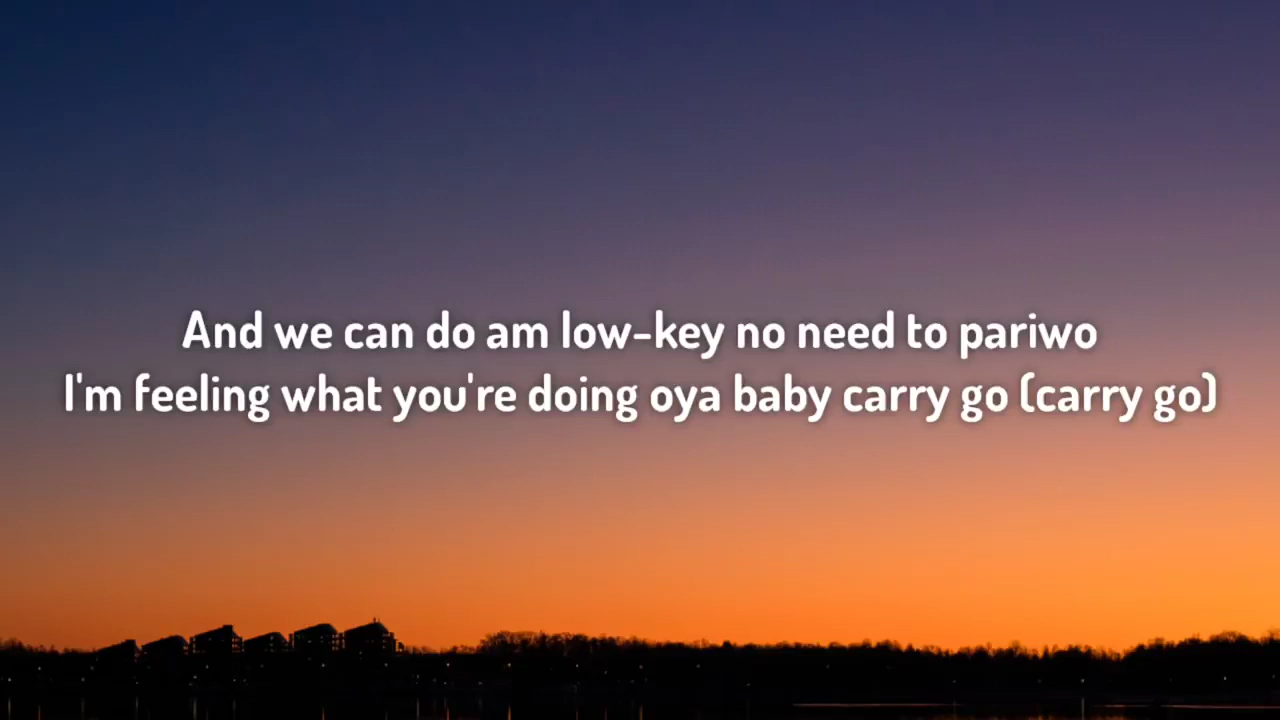 And we can do am low-key no need to pariwo
I'm feeling what you're doing oya baby carry go (carry go)